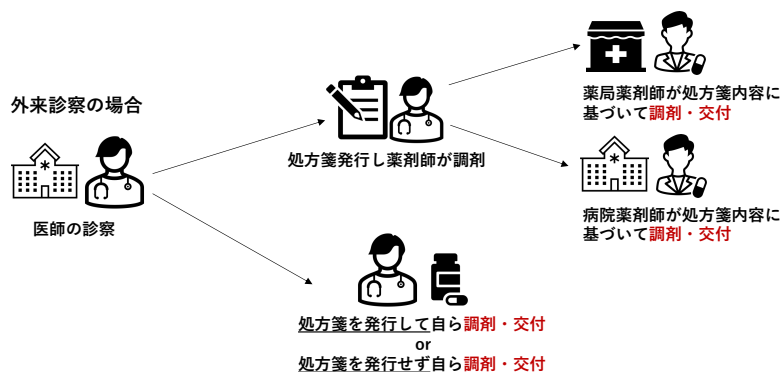 外来診察の場合
医師の診察
処方箋発行し薬剤師が調剤
薬局薬剤師が処方箋内容に
基づいて調剤・交付
病院薬剤師が処方箋内容に
基づいて調剤・交付
処方箋を発行して自ら調剤・交付
or
処方箋を発行せず自ら調剤・交付